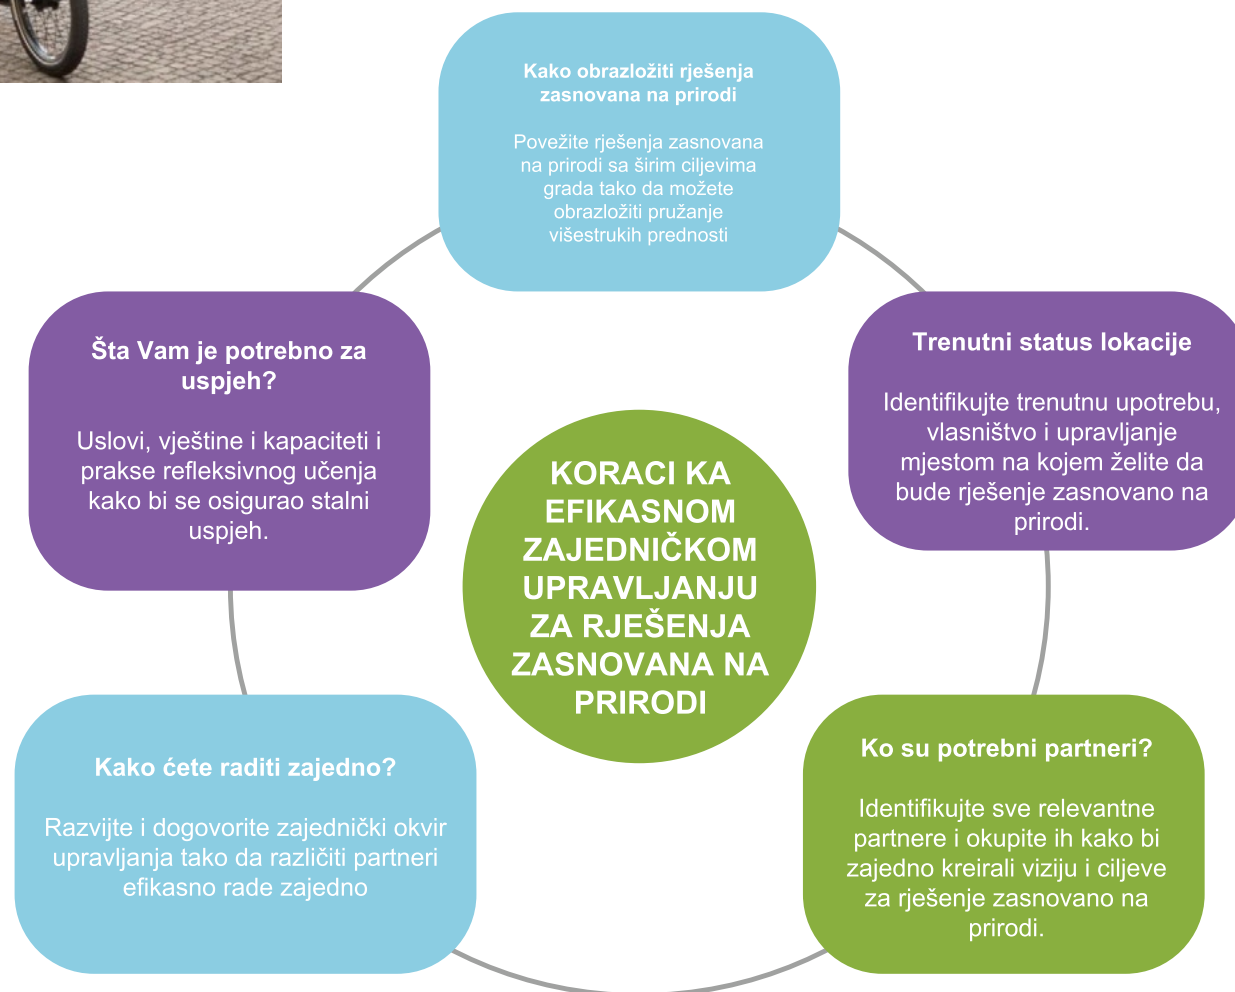 Kako obrazložiti rješenja
zasnovana na prirodi
Povežite rješenja zasnovana
na prirodi sa širim ciljevima
grada tako da možete
obrazložiti pružanje
višestrukih prednosti
Trenutni status lokacije
Identifikujte trenutnu upotrebu,
vlasništvo i upravljanje
mjestom na kojem želite da
bude rješenje zasnovano na
prirodi.
Ko su potrebni partneri?
Identifikujte sve relevantne
partnere i okupite ih kako bi
zajedno kreirali viziju i ciljeve
za rješenje zasnovano na
prirodi.
Kako ćete raditi zajedno?
Razvijte i dogovorite zajednički okvir
upravljanja tako da različiti partneri
efikasno rade zajedno
Šta Vam je potrebno za
uspjeh?
Uslovi, vještine i kapaciteti i
prakse refleksivnog učenja
kako bi se osigurao stalni
uspjeh.
KORACI KA
EFIKASNOM
ZAJEDNIČKOM
UPRAVLJANJU
ZA RJEŠENJA
ZASNOVANA NA
PRIRODI